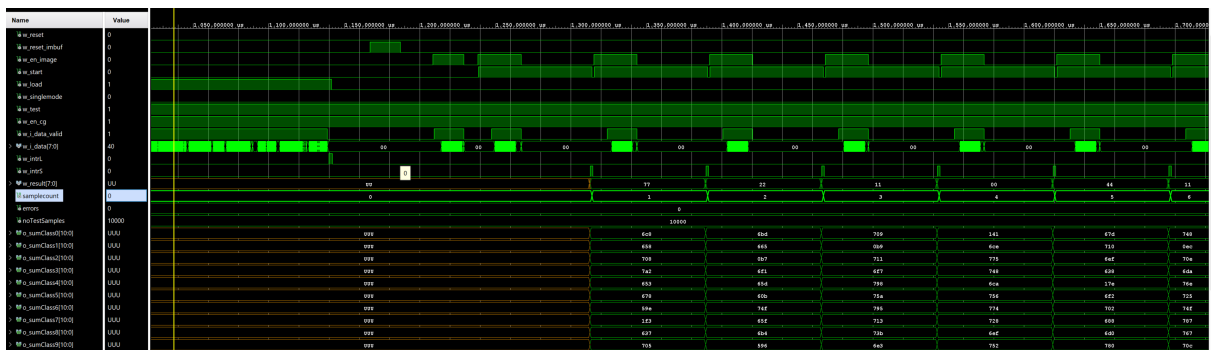 Name Value 1,050.000000 us 1,100.000000 us 1,150.000000 us 1,200.000000 us 1,250.000000 us 1,300.000000 us 1,350.000000 us 1,400.000000 us 1,450.000000 us 1,500.000000 us 1,550.000000 us 1,600.000000 us 1,650.000000 us 1,700.000
w_reset 0
w_reset_imbuf 0
w_en_image 0
w_start 0
w_load 1
w_singlemode 0
w_test 1
w_en_cg 1
w_i_data_valid 1
w_i_data[7:0] 40 00 00 00 00 00 00 00 00
w_intrL 0
w_intrS 0 0
w_result[7:0] UU UU 77 22 11 00 44 11
samplecount 0 0 1 2 3 4 5 6
errors 0 0
noTestSamples 10000 10000
o_sumClass0[10:0] UUU UUU 6c8 6bd 709 141 67d 748
o_sumClass1[10:0] UUU UUU 658 665 0b9 6ce 710 0ec
o_sumClass2[10:0] UUU UUU 708 0b7 711 775 6ef 70e
o_sumClass3[10:0] UUU UUU 7a2 6f1 6f7 748 638 6da
o_sumClass4[10:0] UUU UUU 653 65d 798 6ca 17e 76e
o_sumClass5[10:0] UUU UUU 678 60b 75a 756 6f2 725
o_sumClass6[10:0] UUU UUU 59e 74f 795 774 702 74f
o_sumClass7[10:0] UUU UUU 1f3 65f 713 728 688 787
o_sumClass8[10:0] UUU UUU 637 6b4 73b 6ef 6d0 767
o_sumClass9[10:0] UUU UUU 705 596 6e3 752 780 70c